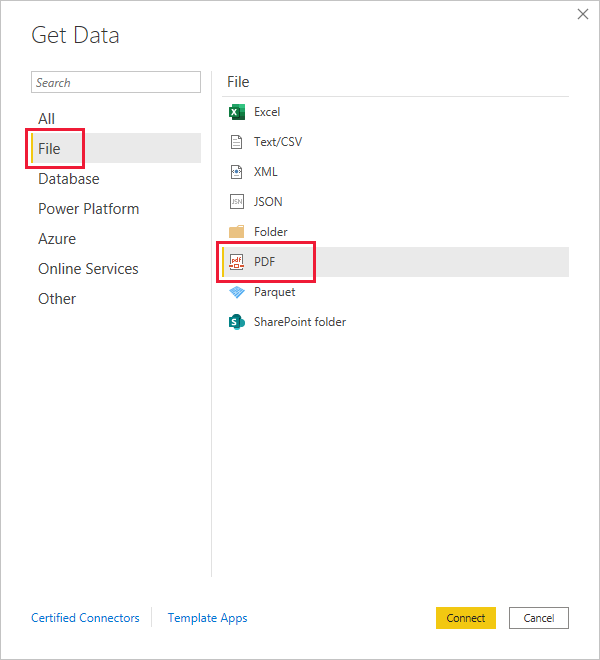 Get Data
Search
All
File
Database
Power Platform
Azure
Online Services
Other
File
Excel
Text/CSV
XML
JSON
Folder
PDF
Parquet
SharePoint folder
Certified Connectors
Template Apps
Connect
Cancel